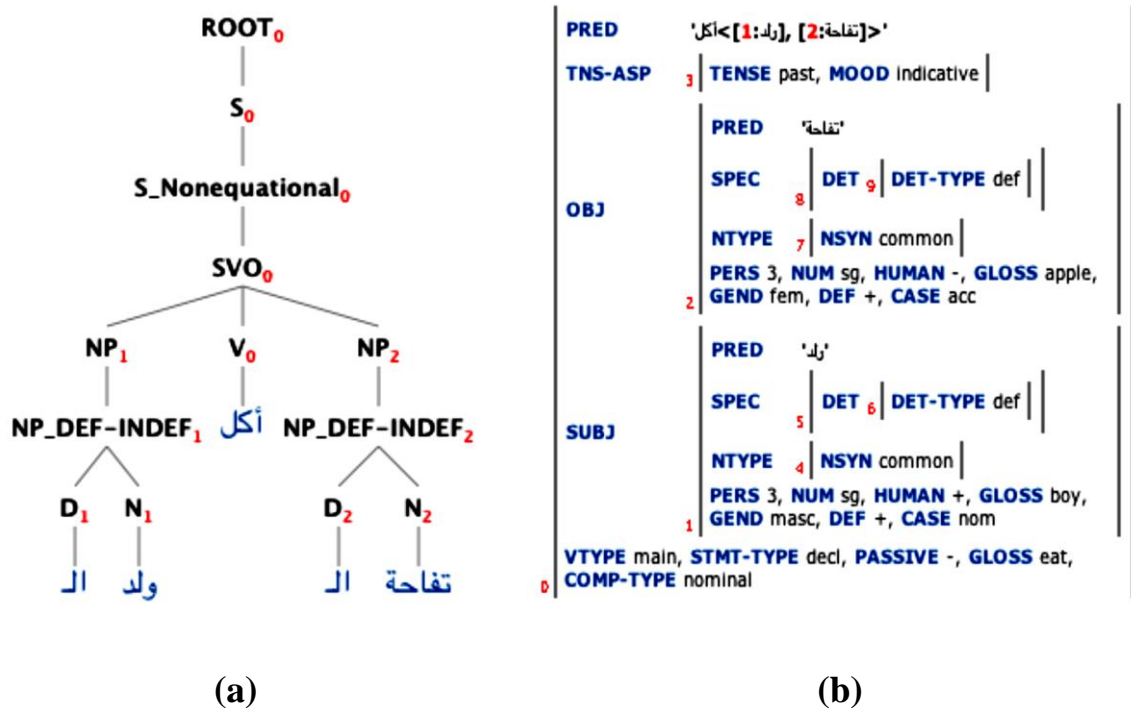 ROOT0
S0
S_Nonequational0
SVO0
NP1 V0 NP2
NP_DEF-INDEF1 أكل NP_DEF-INDEF2
D1 N1 D2 N2
الـ ولد الـ تفاحة
(a)
PRED 'أكل<[1:ولد], [2:تفاحة]>'
TNS-ASP 3 TENSE past, MOOD indicative
PRED 'تفاحة'
SPEC 8 DET 9 DET-TYPE def
OBJ
NTYPE 7 NSYN common
PERS 3, NUM sg, HUMAN -, GLOSS apple,
2 GEND fem, DEF +, CASE acc
PRED 'ولد'
SPEC 5 DET 6 DET-TYPE def
SUBJ
NTYPE 4 NSYN common
PERS 3, NUM sg, HUMAN +, GLOSS boy,
1 GEND masc, DEF +, CASE nom
VTYPE main, STMT-TYPE decl, PASSIVE -, GLOSS eat,
0 COMP-TYPE nominal
(b)